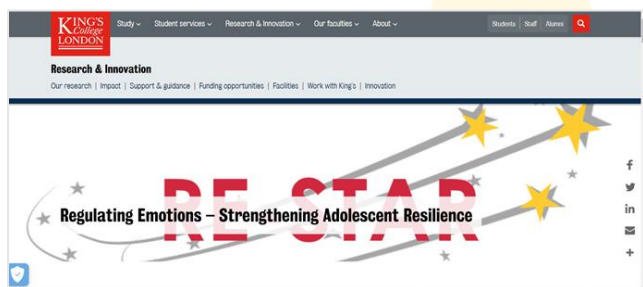 KING'S
College
LONDON
Study Student services Research & Innovation Our faculties About Students Staff Alumni
Research & Innovation
Our research | Impact | Support & guidance | Funding opportunities | Facilities | Work with King's | Innovation
RE STAR
Regulating Emotions – Strengthening Adolescent Resilience